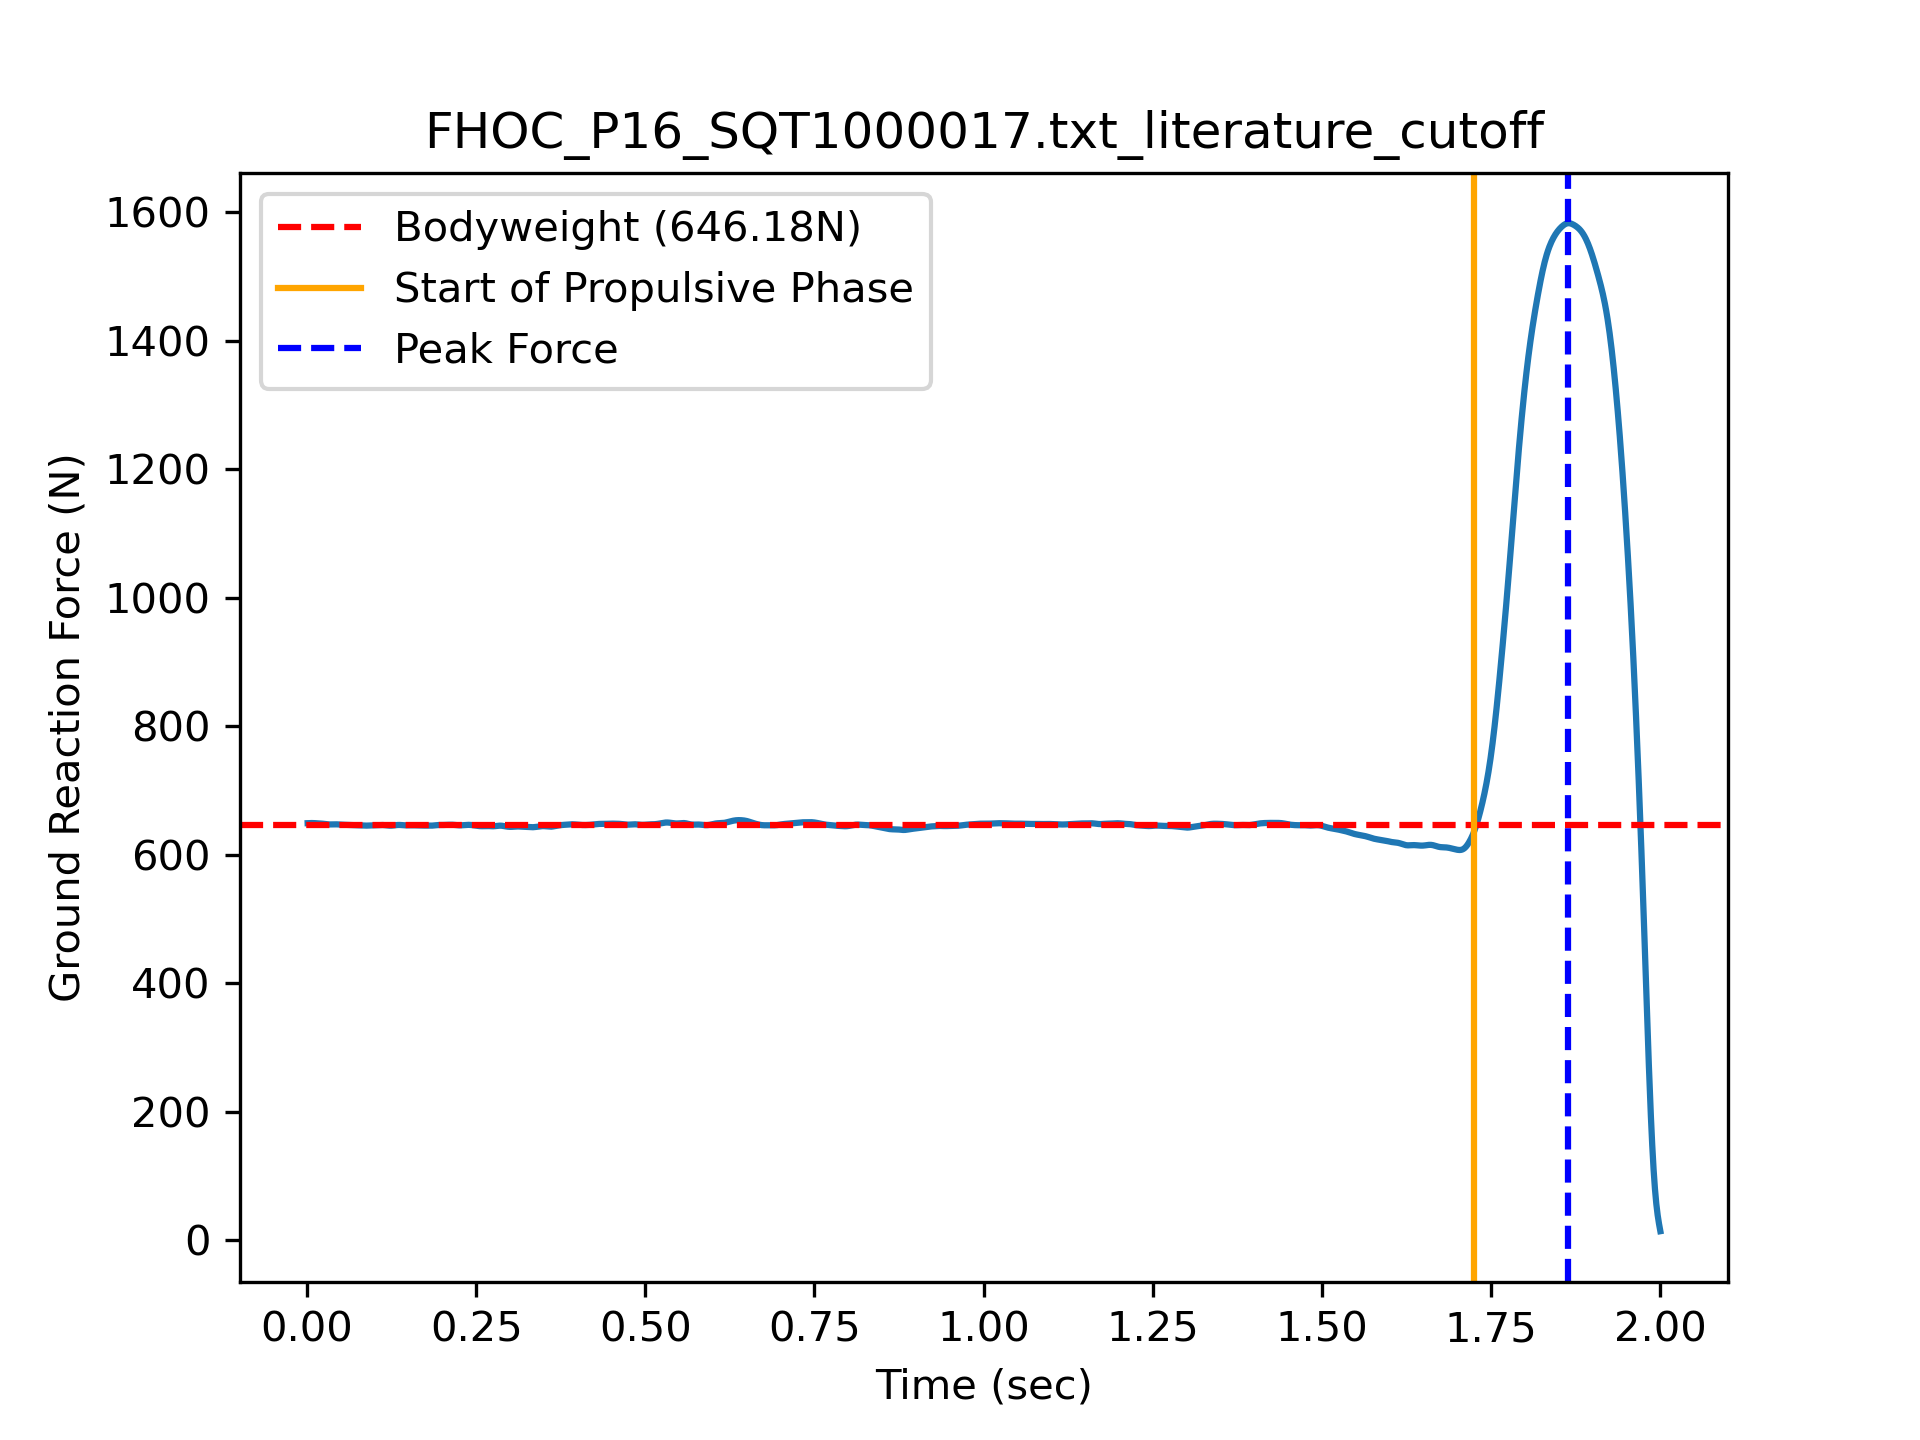 FHOC_P16_SQT1000017.txt_literature_cutoff
Bodyweight (646.18N)
Start of Propulsive Phase
Peak Force
Ground Reaction Force (N)
1600
1400
1200
1000
800
600
400
200
0
0.00 0.25 0.50 0.75 1.00 1.25 1.50 1.75 2.00
Time (sec)